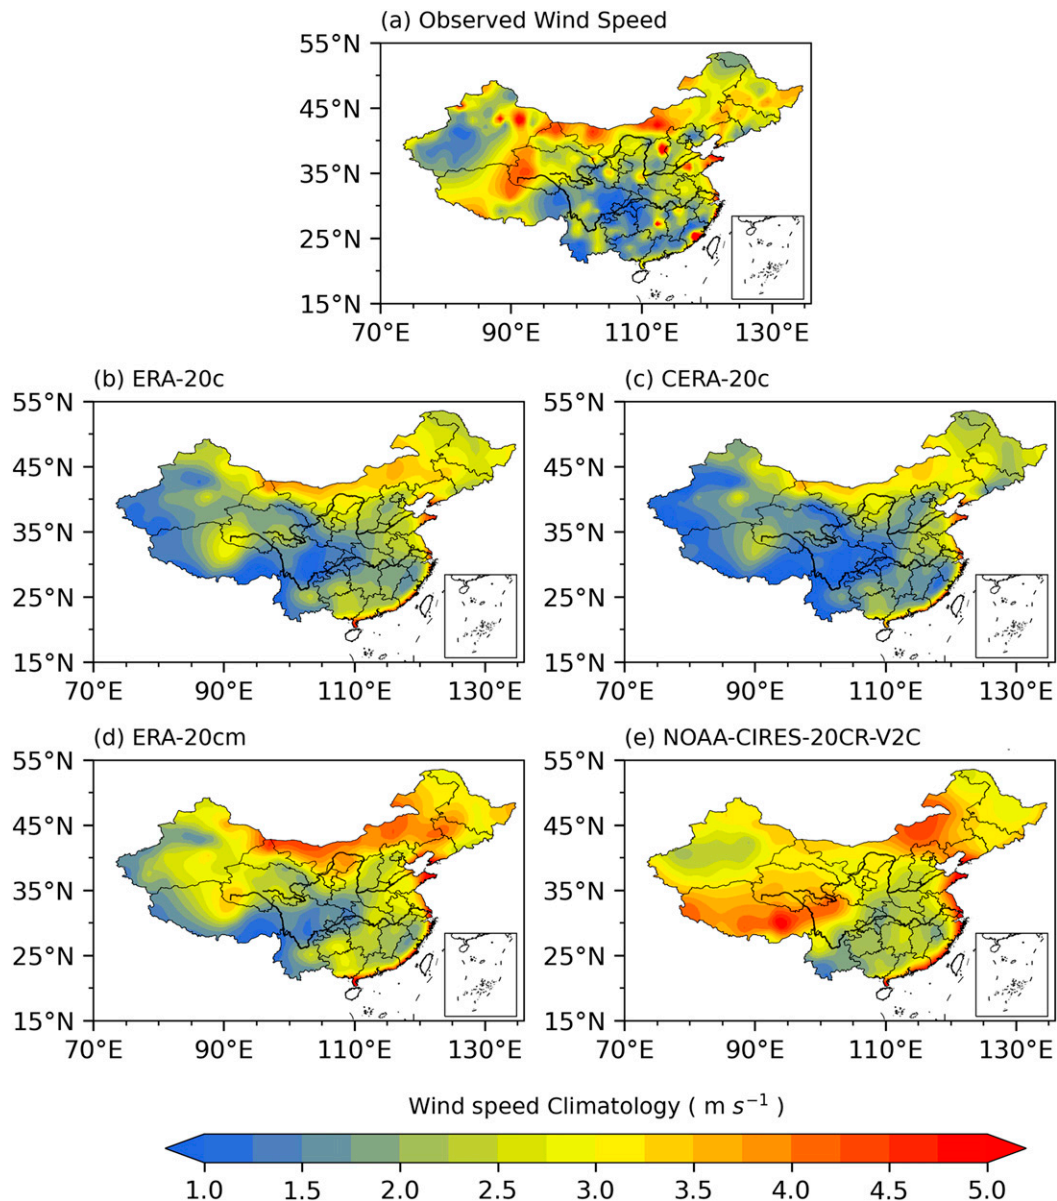 (a) Observed Wind Speed
55°N
45°N
35°N
25°N
15°N
70°E 90°E 110°E 130°E
(b) ERA-20c
55°N
45°N
35°N
25°N
15°N
70°E 90°E 110°E 130°E
(c) CERA-20c
55°N
45°N
35°N
25°N
15°N
70°E 90°E 110°E 130°E
(d) ERA-20cm
55°N
45°N
35°N
25°N
15°N
70°E 90°E 110°E 130°E
(e) NOAA-CIRES-20CR-V2C
55°N
45°N
35°N
25°N
15°N
70°E 90°E 110°E 130°E
Wind speed Climatology ( m s⁻¹ )
1.0 1.5 2.0 2.5 3.0 3.5 4.0 4.5 5.0